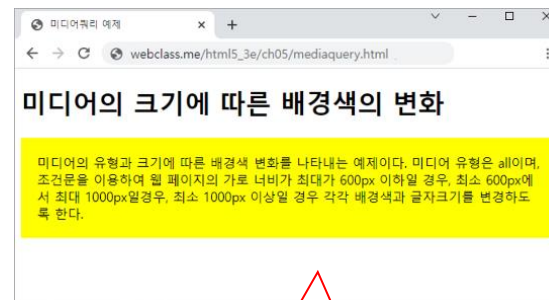 미디어쿼리 예제
webclass.me/html5_3e/ch05/mediaquery.html
미디어의 크기에 따른 배경색의 변화
미디어의 유형과 크기에 따른 배경색 변화를 나타내는 예제이다. 미디어 유형은 all이며,
조건문을 이용하여 웹 페이지의 가로 너비가 최대가 600px 이하일 경우, 최소 600px에
서 최대 1000px일경우, 최소 1000px 이상일 경우 각각 배경색과 글자크기를 변경하도
록 한다.